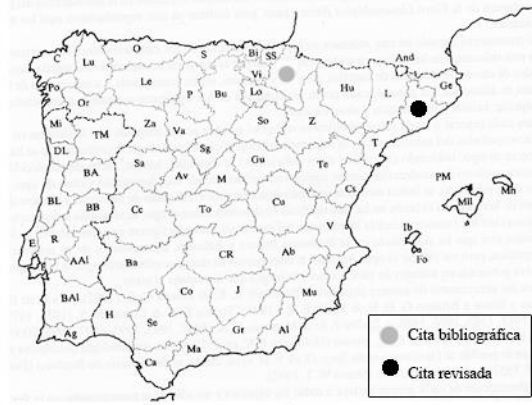 C Lu O S Bi SS And
Po Or Le P Bu Vi Lo Hu L Ge
Mi TM Za Va So Z T
DL Sa Sg Gu Te
BA Av M Cs PM Mll Mn
BL BB Cc To Cu V Ib
E R AAl Ba CR Ab A Fo
BAl Co J Mu
Ag H Se Gr Al
Ca Ma
Cita bibliográfica
Cita revisada